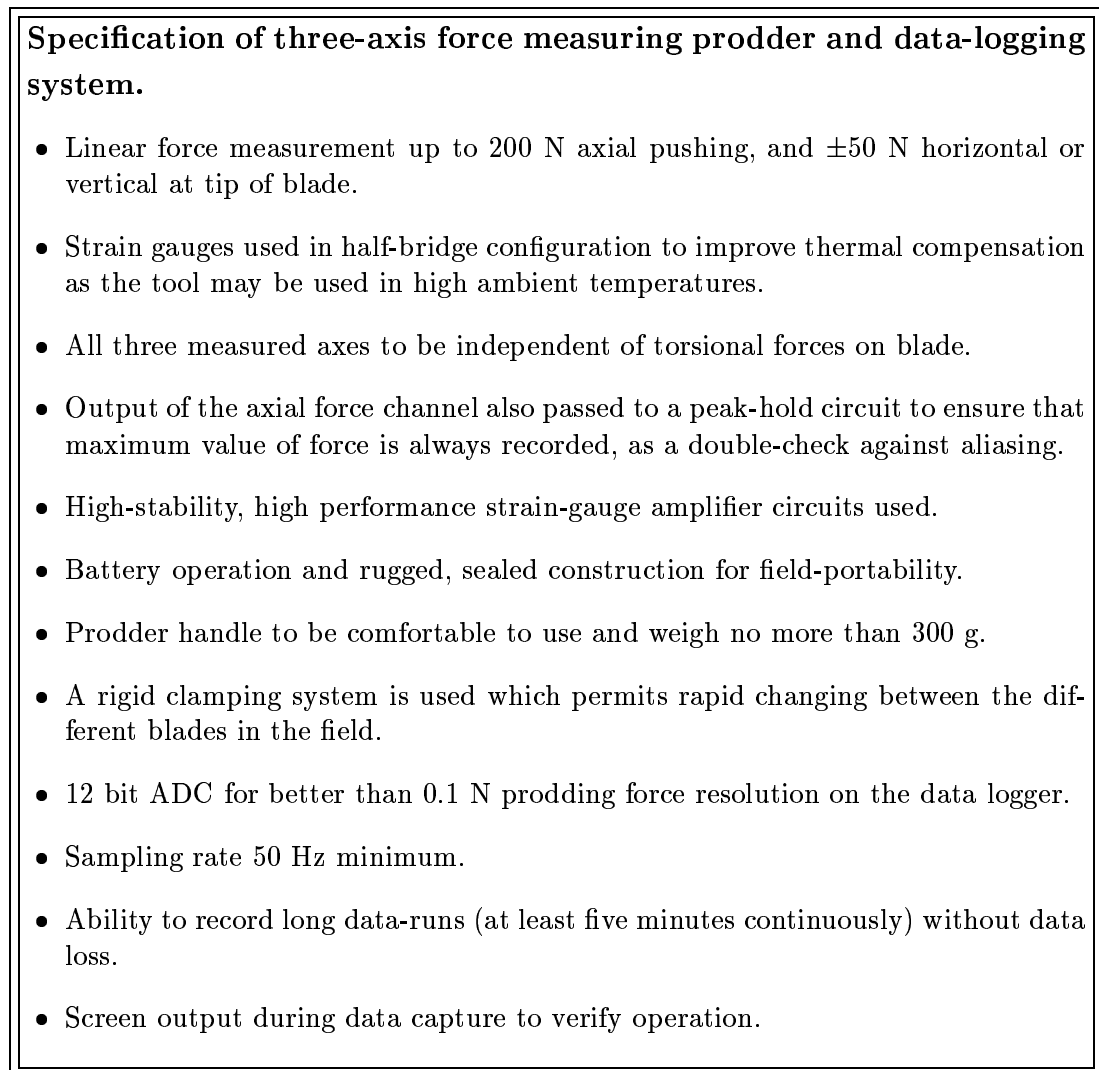 Specification of three-axis force measuring prodder and data-logging
system.
• Linear force measurement up to 200 N axial pushing, and ±50 N horizontal or
vertical at tip of blade.
• Strain gauges used in half-bridge configuration to improve thermal compensation
as the tool may be used in high ambient temperatures.
• All three measured axes to be independent of torsional forces on blade.
• Output of the axial force channel also passed to a peak-hold circuit to ensure that
maximum value of force is always recorded, as a double-check against aliasing.
• High-stability, high performance strain-gauge amplifier circuits used.
• Battery operation and rugged, sealed construction for field-portability.
• Prodder handle to be comfortable to use and weigh no more than 300 g.
• A rigid clamping system is used which permits rapid changing between the dif-
ferent blades in the field.
• 12 bit ADC for better than 0.1 N prodding force resolution on the data logger.
• Sampling rate 50 Hz minimum.
• Ability to record long data-runs (at least five minutes continuously) without data
loss.
• Screen output during data capture to verify operation.